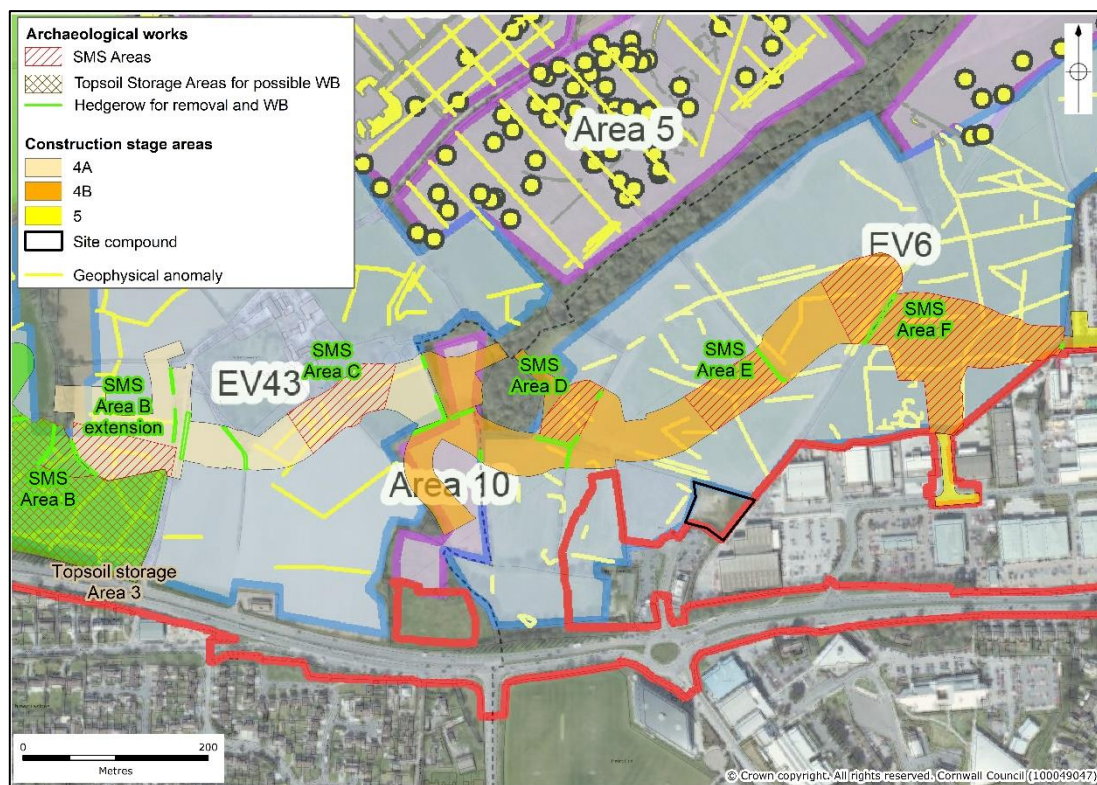 Archaeological works
SMS Areas
Topsoil Storage Areas for possible WB
Hedgerow for removal and WB
Construction stage areas
4A
4B
5
Site compound
Geophysical anomaly
Area 5
EV6
SMS
Area F
SMS
Area E
SMS
Area D
SMS
Area C
EV43
SMS
Area B
extension
SMS
Area B
Area 10
Topsoil storage
Area 3
0
200
Metres
© Crown copyright. All rights reserved. Cornwall Council (100049047)